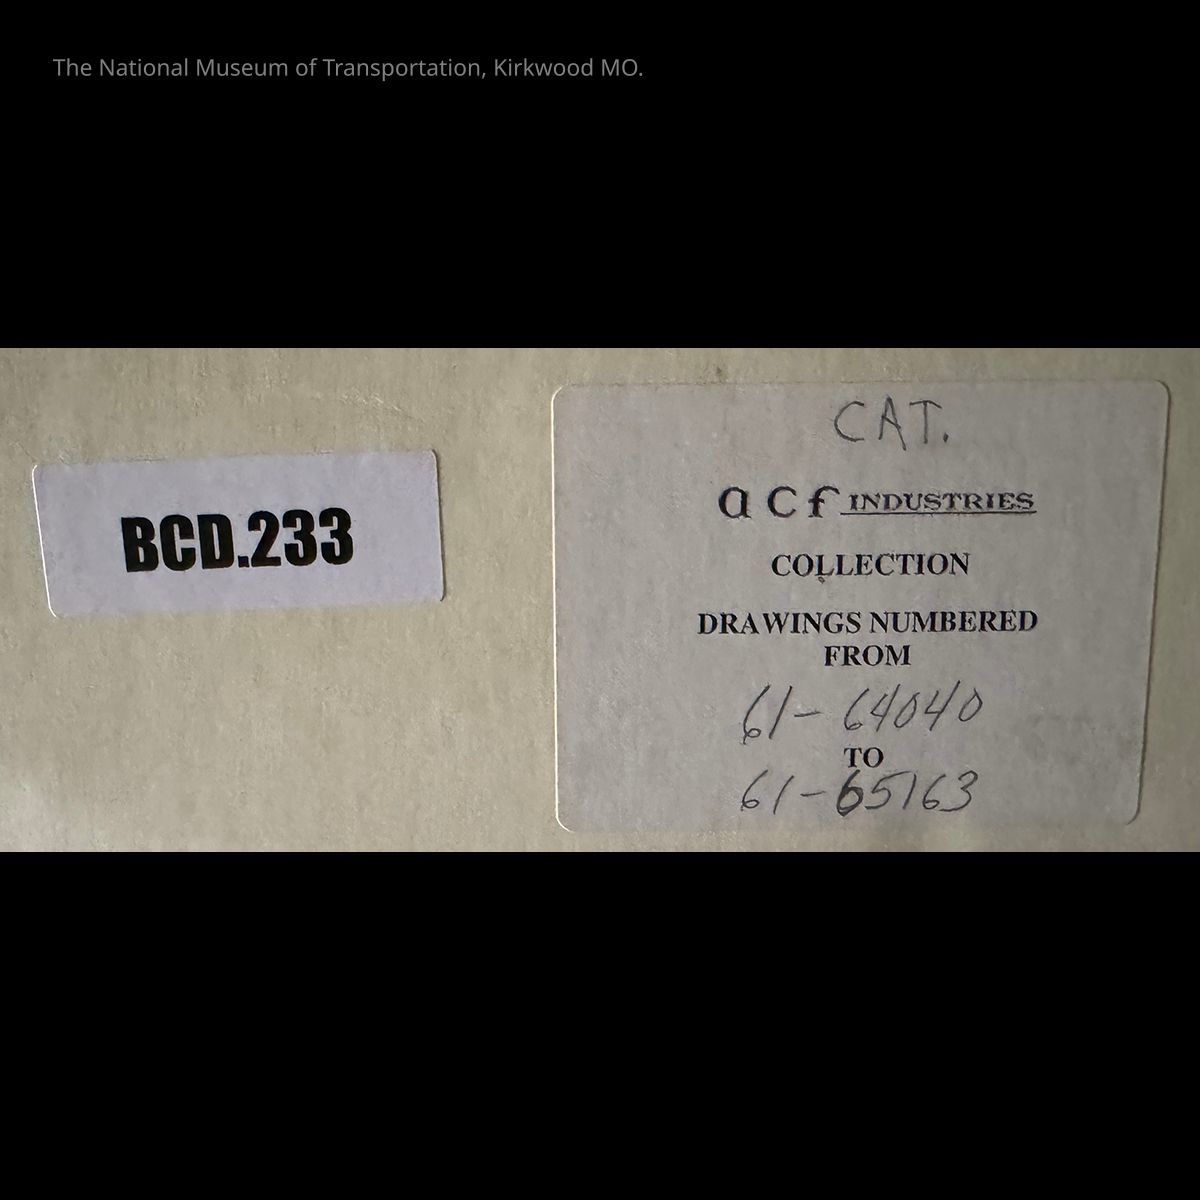 The National Museum of Transportation, Kirkwood MO.
BCD.233
CAT.
acf INDUSTRIES
COLLECTION
DRAWINGS NUMBERED
FROM
61-64040
TO
61-65163